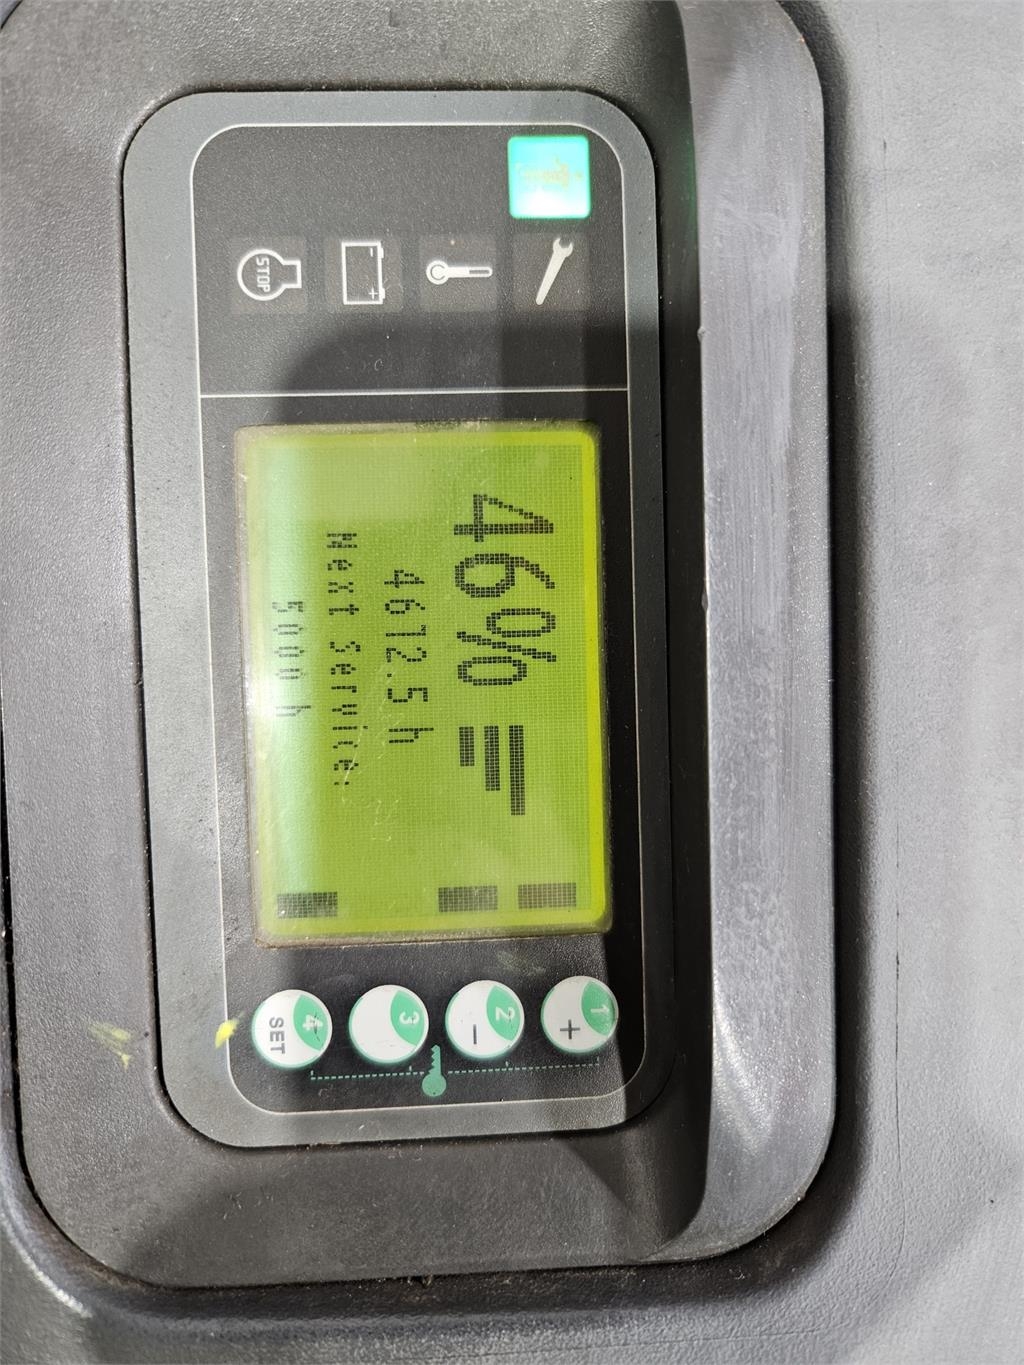 - +
STOP
46%
4672.5 h
Next Service:
5000 h
1 +
2 -
3
4 SET